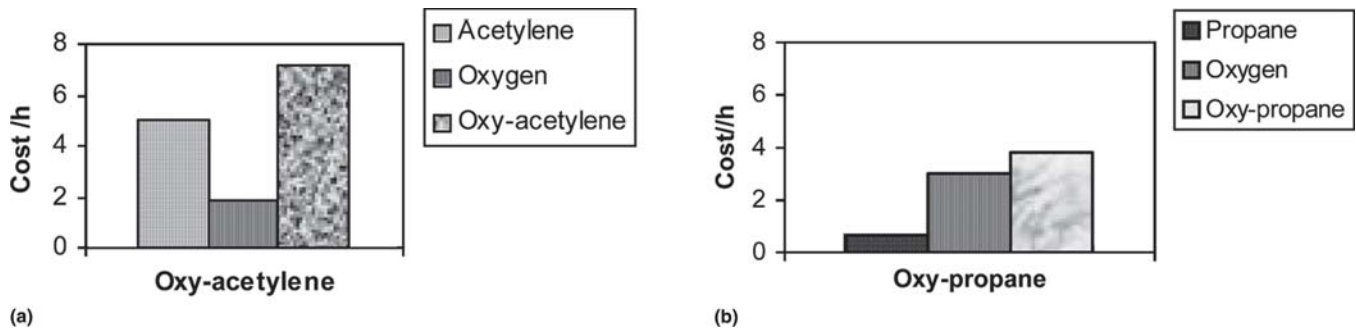 8
6
4
2
0
Cost /h
Oxy-acetylene
Acetylene
Oxygen
Oxy-acetylene
(a)
8
6
4
2
0
Cost//h
Oxy-propane
Propane
Oxygen
Oxy-propane
(b)